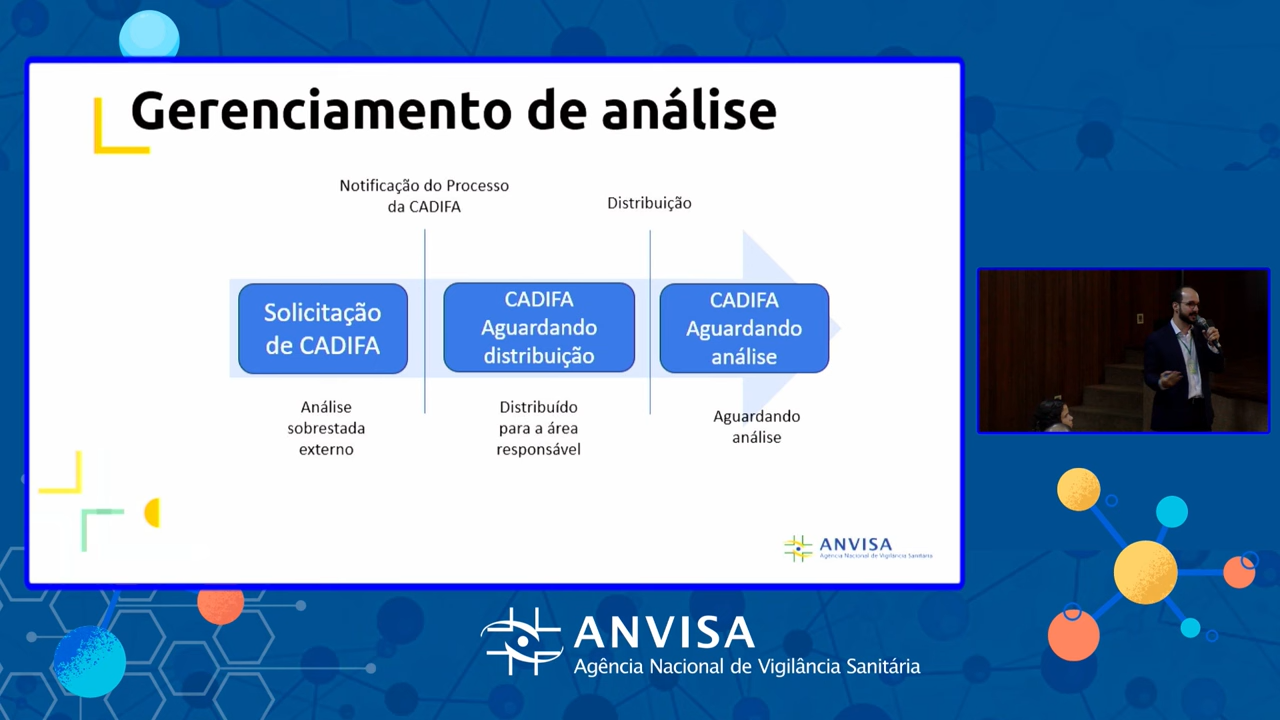 Gerenciamento de análise
Notificação do Processo
da CADIFA
Distribuição
Solicitação
de CADIFA
CADIFA
Aguardando
distribuição
CADIFA
Aguardando
análise
Análise
sobrestada
externo
Distribuído
para a área
responsável
Aguardando
análise
ANVISA
Agência Nacional de Vigilância Sanitária
ANVISA
Agência Nacional de Vigilância Sanitária